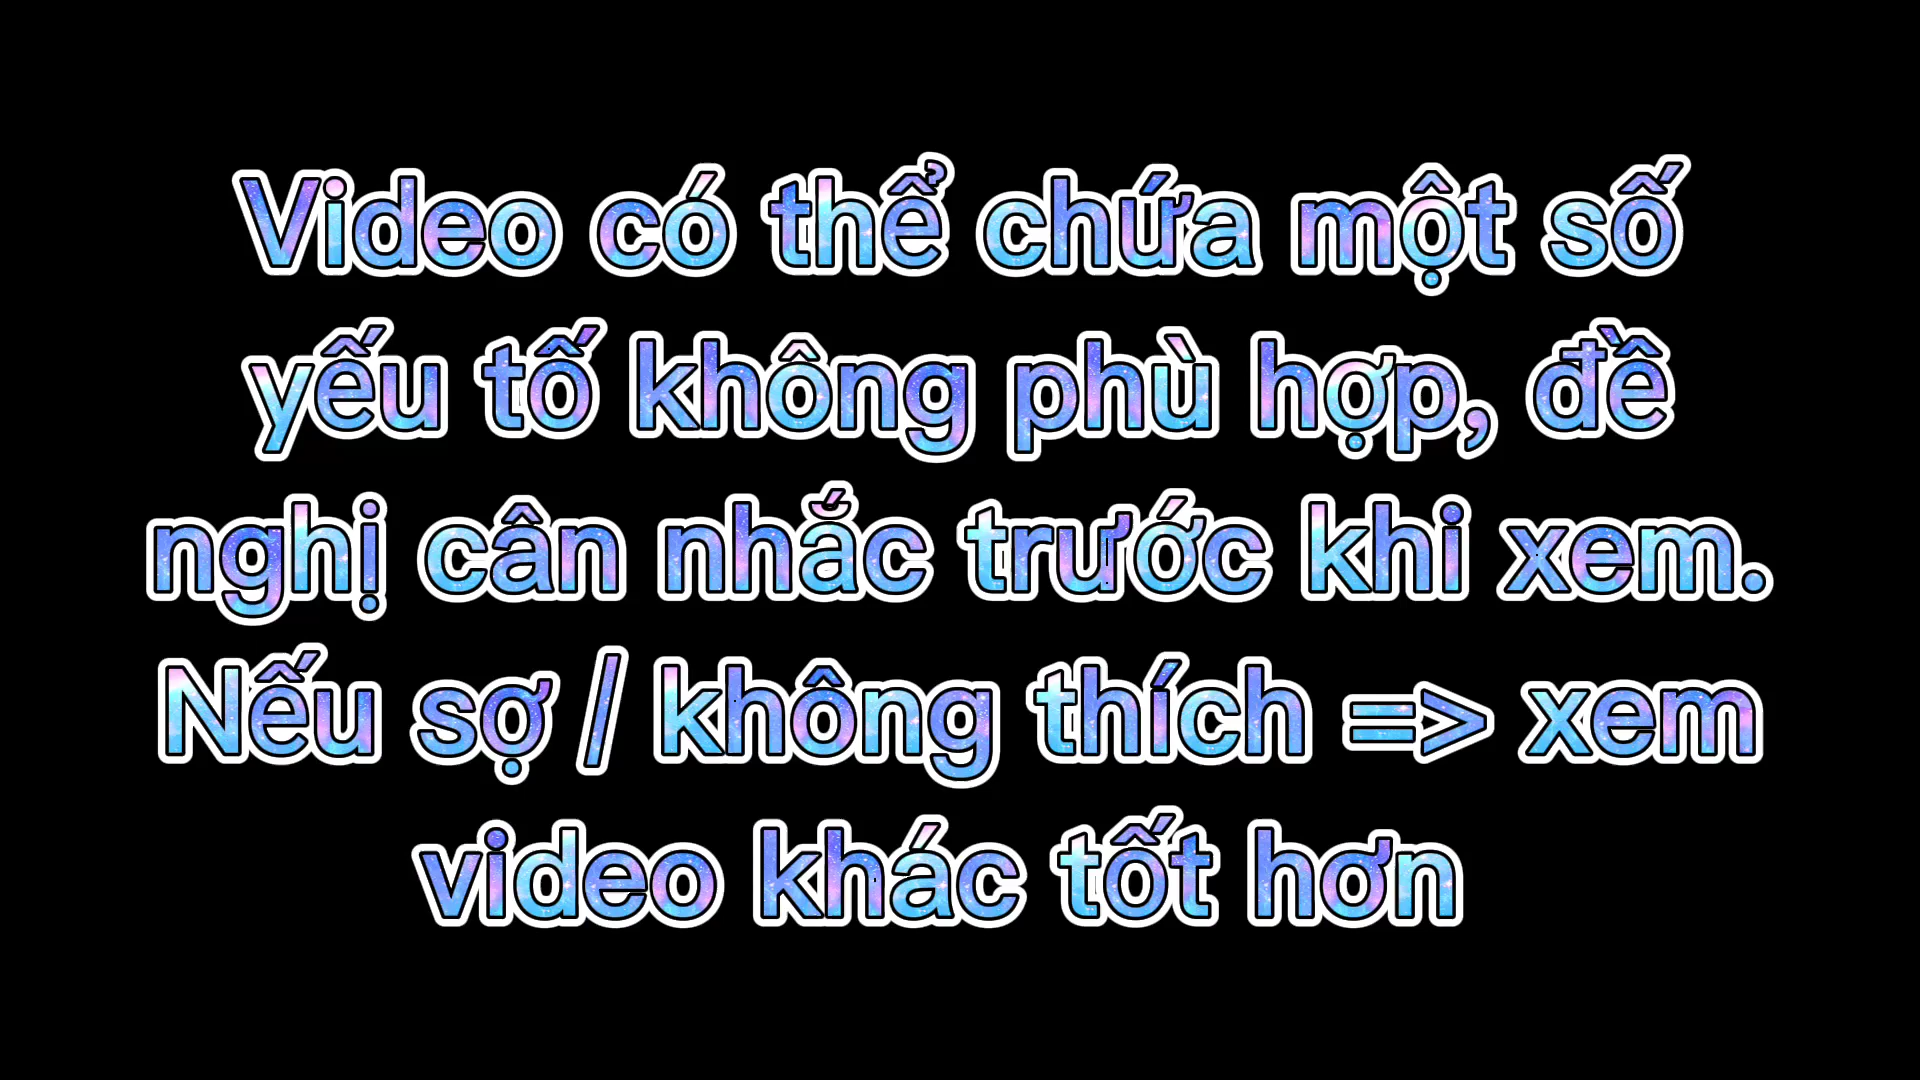 Video có thể chứa một số
yếu tố không phù hợp, đề
nghị cân nhắc trước khi xem.
Nếu sợ / không thích => xem
video khác tốt hơn